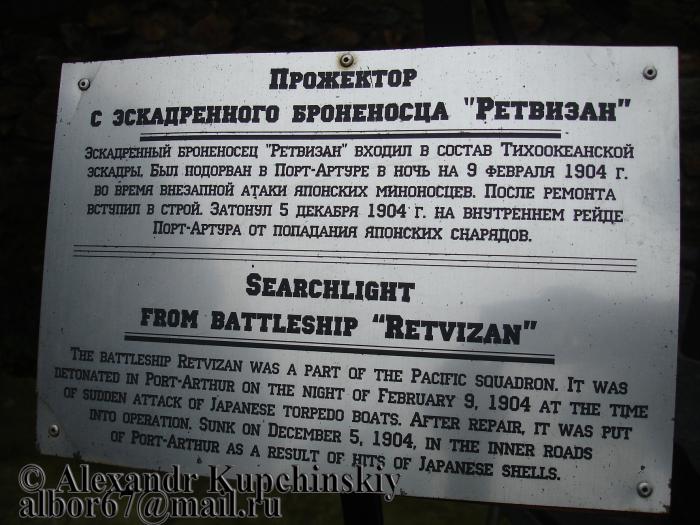 Прожектор
с эскадренного броненосца "Ретвизан"
Эскадренный броненосец "Ретвизан" входил в состав Тихоокеанской
эскадры. Был подорван в Порт-Артуре в ночь на 9 февраля 1904 г.
во время внезапной атаки японских миноносцев. После ремонта
вступил в строй. Затонул 5 декабря 1904 г. на внутреннем рейде
Порт-Артура от попадания японских снарядов.
Searchlight
from battleship “Retvizan”
The battleship Retvizan was a part of the Pacific squadron. It was
detonated in Port-Arthur on the night of February 9, 1904 at the time
of sudden attack of Japanese torpedo boats. After repair, it was put
into operation. Sunk on December 5, 1904, in the inner roads
of Port-Arthur as a result of hits of Japanese shells.
© Alexandr Kupchinskiy
albor67@mail.ru